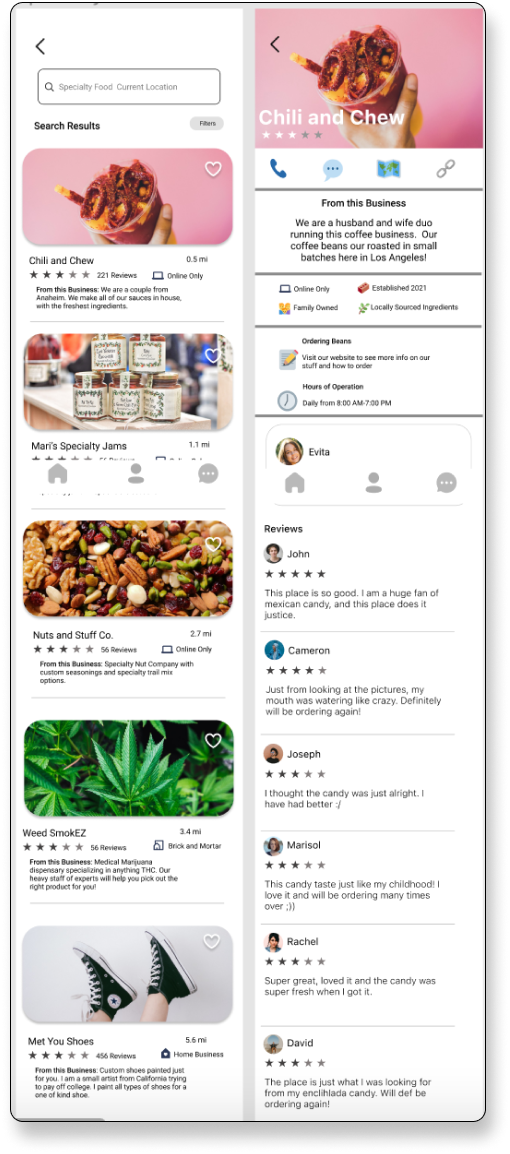 Specialty Food Current Location
Search Results
Filters
Chili and Chew
0.5 mi
221 Reviews
Online Only
From this Business: We are a couple from
Anaheim. We make all of our sauces in house,
with the freshest ingredients.
Mari's Specialty Jams
1.1 mi
Nuts and Stuff Co.
2.7 mi
56 Reviews
Online Only
From this Business: Specialty Nut Company with
custom seasonings and specialty trail mix
options.
Weed SmokEZ
3.4 mi
56 Reviews
Brick and Mortar
From this Business: Medical Marijuana
dispensary specializing in anything THC. Our
heavy staff of experts will help you pick out the
right product for you!
Met You Shoes
5.6 mi
456 Reviews
Home Business
From this Business: Custom shoes painted just
for you. I am a small artist from California trying
to pay off college. I paint all types of shoes for a
one of kind shoe.
Chili and Chew
From this Business
We are a husband and wife duo
running this coffee business. Our
coffee beans our roasted in small
batches here in Los Angeles!
Online Only
Established 2021
Family Owned
Locally Sourced Ingredients
Ordering Beans
Visit our website to see more info on our
stuff and how to order
Hours of Operation
Daily from 8:00 AM-7:00 PM
Evita
Reviews
John
This place is so good. I am a huge fan of
mexican candy, and this place does it
justice.
Cameron
Just from looking at the pictures, my
mouth was watering like crazy. Definitely
will be ordering again!
Joseph
I thought the candy was just alright. I
have had better :/
Marisol
This candy taste just like my childhood! I
love it and will be ordering many times
over ;))
Rachel
Super great, loved it and the candy was
super fresh when I got it.
David
The place is just what I was looking for
from my enclihlada candy. Will def be
ordering again!